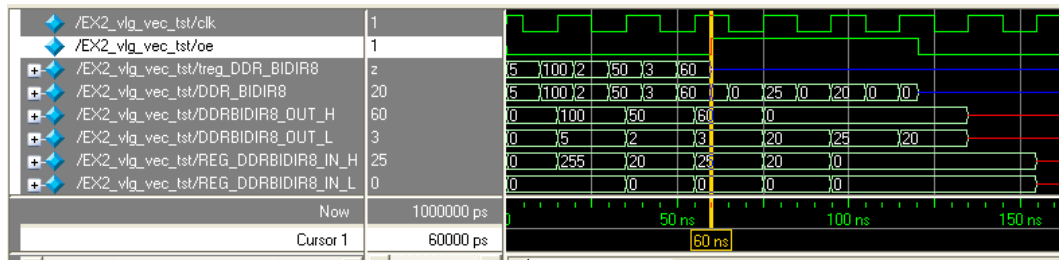 /EX2_vlg_vec_tst/clk 1
/EX2_vlg_vec_tst/oe 1
/EX2_vlg_vec_tst/treg_DDR_BIDIR8 z 5 100 2 50 3 60
/EX2_vlg_vec_tst/DDR_BIDIR8 20 5 100 2 50 3 60 0 0 25 0 20 0 0
/EX2_vlg_vec_tst/DDRBIDIR8_OUT_H 60 0 100 50 60 0
/EX2_vlg_vec_tst/DDRBIDIR8_OUT_L 3 0 5 2 3 20 25 20
/EX2_vlg_vec_tst/REG_DDRBIDIR8_IN_H 25 0 255 20 25 20 0
/EX2_vlg_vec_tst/REG_DDRBIDIR8_IN_L 0 0 0 0 0 0
Now 1000000 ps 50 ns 100 ns 150 ns
Cursor 1 60000 ps 60 ns